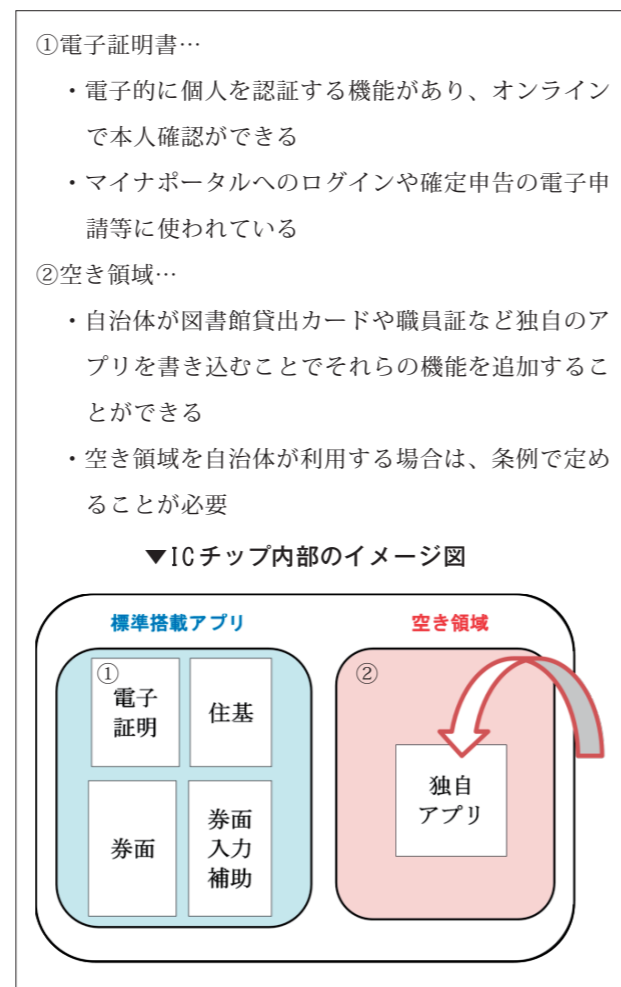 ①電子証明書…
・電子的に個人を認証する機能があり、オンライン
で本人確認ができる
・マイナポータルへのログインや確定申告の電子申
請等に使われている
②空き領域…
・自治体が図書館貸出カードや職員証など独自のア
プリを書き込むことでそれらの機能を追加するこ
とができる
・空き領域を自治体が利用する場合は、条例で定め
ることが必要
▼ICチップ内部のイメージ図
標準搭載アプリ
空き領域
①
電子
証明
住基
券面
券面
入力
補助
②
独自
アプリ